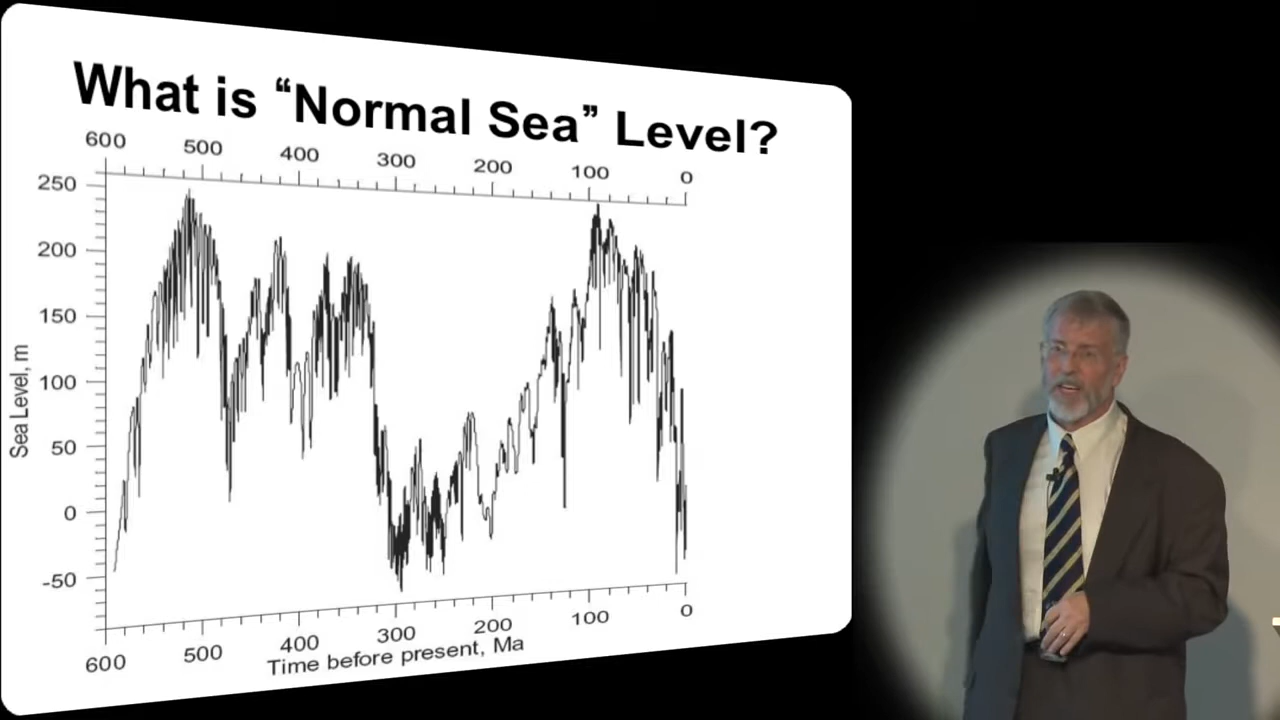 What is “Normal Sea” Level?
600 500 400 300 200 100 0
250
200
150
100
50
0
-50
Sea Level, m
600 500 400 300 200 100 0
Time before present, Ma